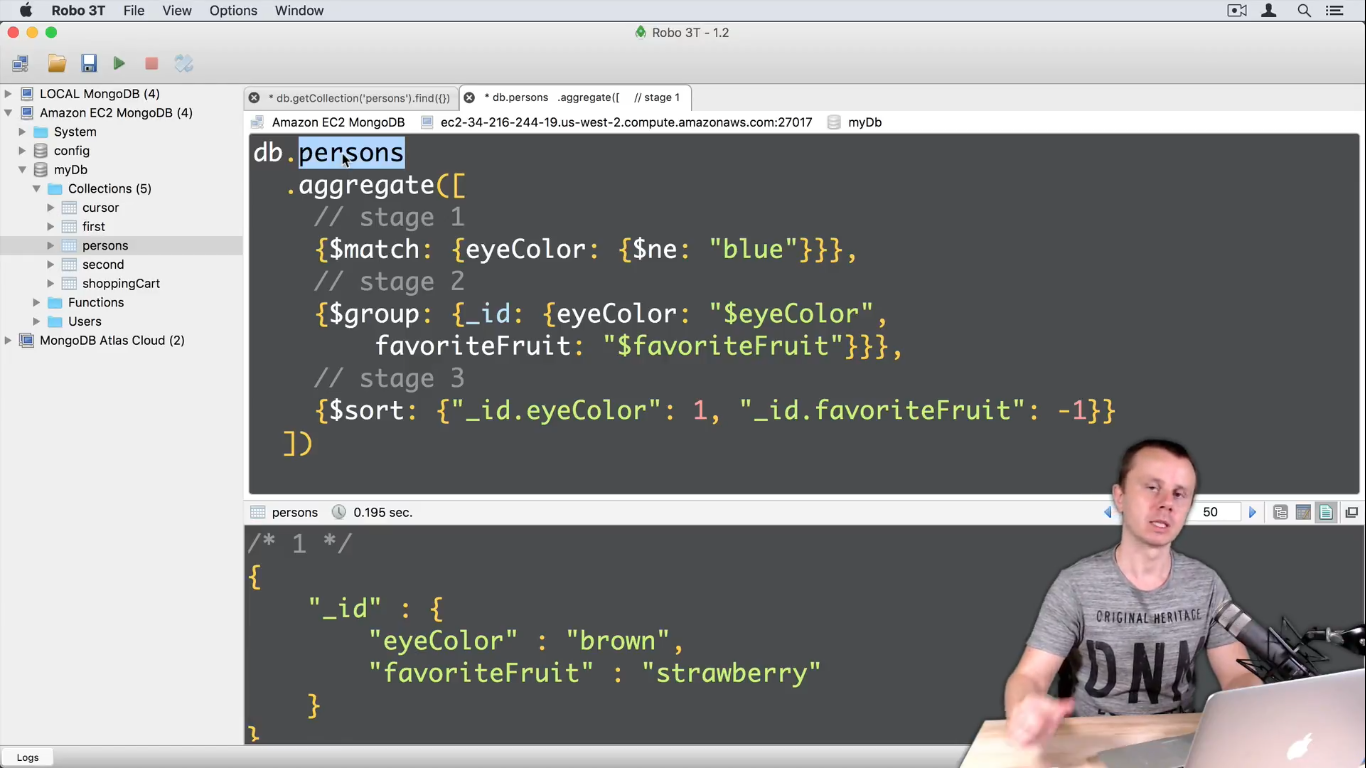 Robo 3T File View Options Window
Robo 3T - 1.2
LOCAL MongoDB (4)
Amazon EC2 MongoDB (4)
System
config
myDb
Collections (5)
cursor
first
persons
second
shoppingCart
Functions
Users
MongoDB Atlas Cloud (2)
* db.getCollection('persons').find({}) * db.persons .aggregate([ // stage 1
Amazon EC2 MongoDB ec2-34-216-244-19.us-west-2.compute.amazonaws.com:27017 myDb
db.persons
.aggregate([
// stage 1
{$match: {eyeColor: {$ne: "blue"}}},
// stage 2
{$group: {_id: {eyeColor: "$eyeColor",
favoriteFruit: "$favoriteFruit"}}},
// stage 3
{$sort: {"_id.eyeColor": 1, "_id.favoriteFruit": -1}}
])
persons 0.195 sec. 50
/* 1 */
{
"_id" : {
"eyeColor" : "brown",
"favoriteFruit" : "strawberry"
}
}
ORIGINAL HERITAGE
DNM
Logs